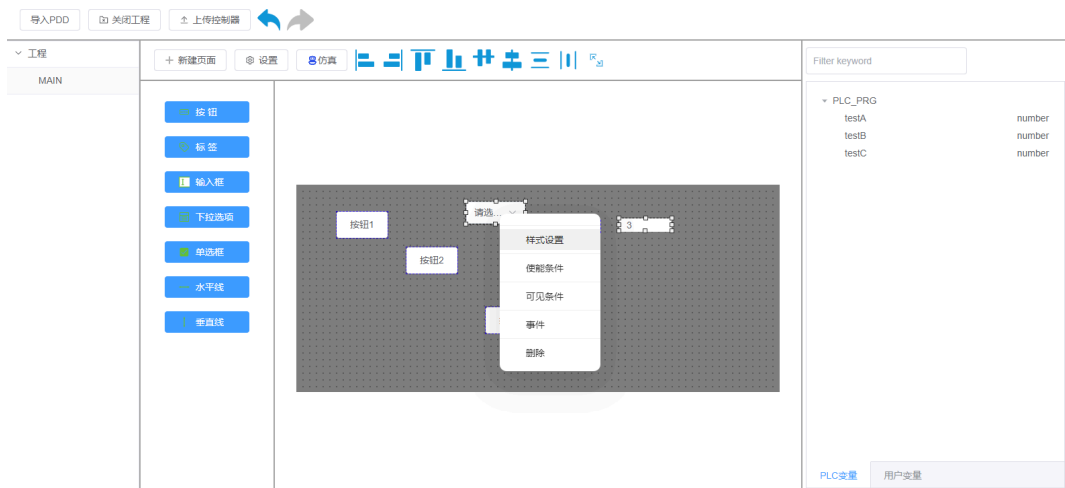 导入PDD
关闭工程
上传控制器
工程
MAIN
新建页面
设置
仿真
按钮
标签
输入框
下拉选项
单选框
水平线
垂直线
按钮1
按钮2
请选...
3
样式设置
使能条件
可见条件
事件
删除
Filter keyword
PLC_PRG
testA number
testB number
testC number
PLC变量
用户变量